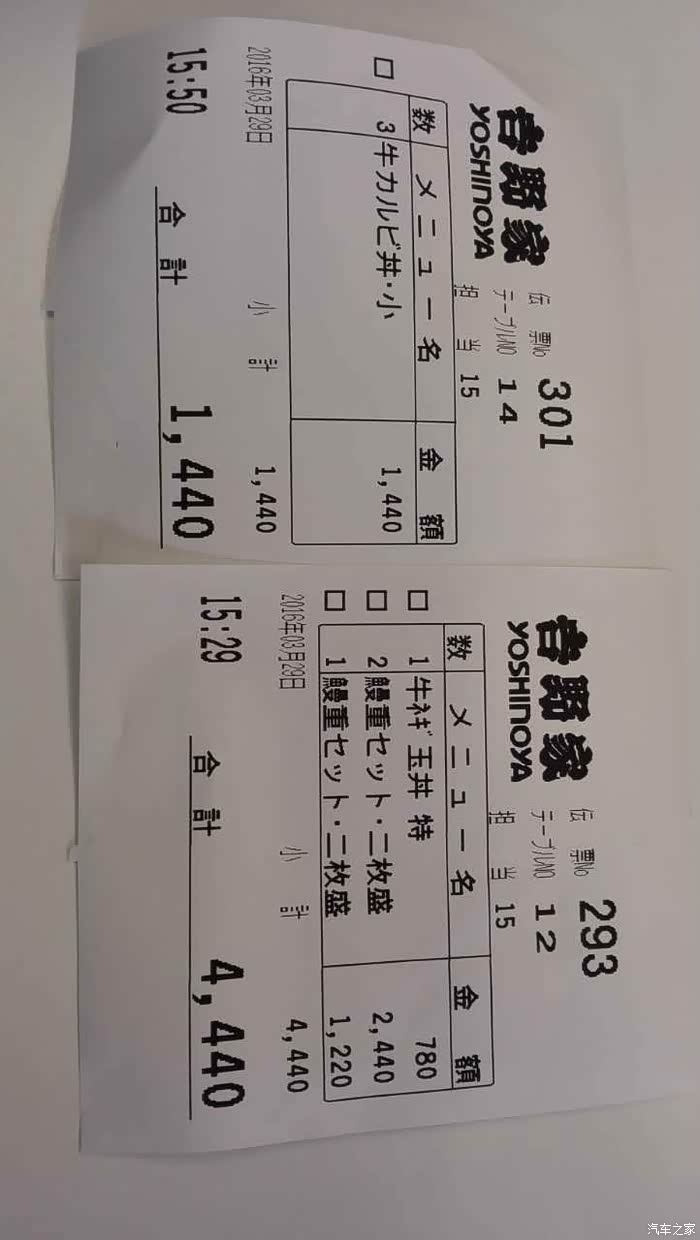 吉野家
YOSHINOYA
伝 票No 301
テーブルNO 14
担 当 15
数 メニュー名 金 額
□ 3 牛カルビ丼・小 1,440
2016年03月29日 小 計 1,440
15:50 合 計 1,440
吉野家
YOSHINOYA
伝 票No 293
テーブルNO 12
担 当 15
数 メニュー名 金 額
□ 1 牛ネギ玉丼 特 780
□ 2 鰻重セット・二枚盛 2,440
□ 1 鰻重セット・二枚盛 1,220
2016年03月29日 小 計 4,440
15:29 合 計 4,440
汽车之家